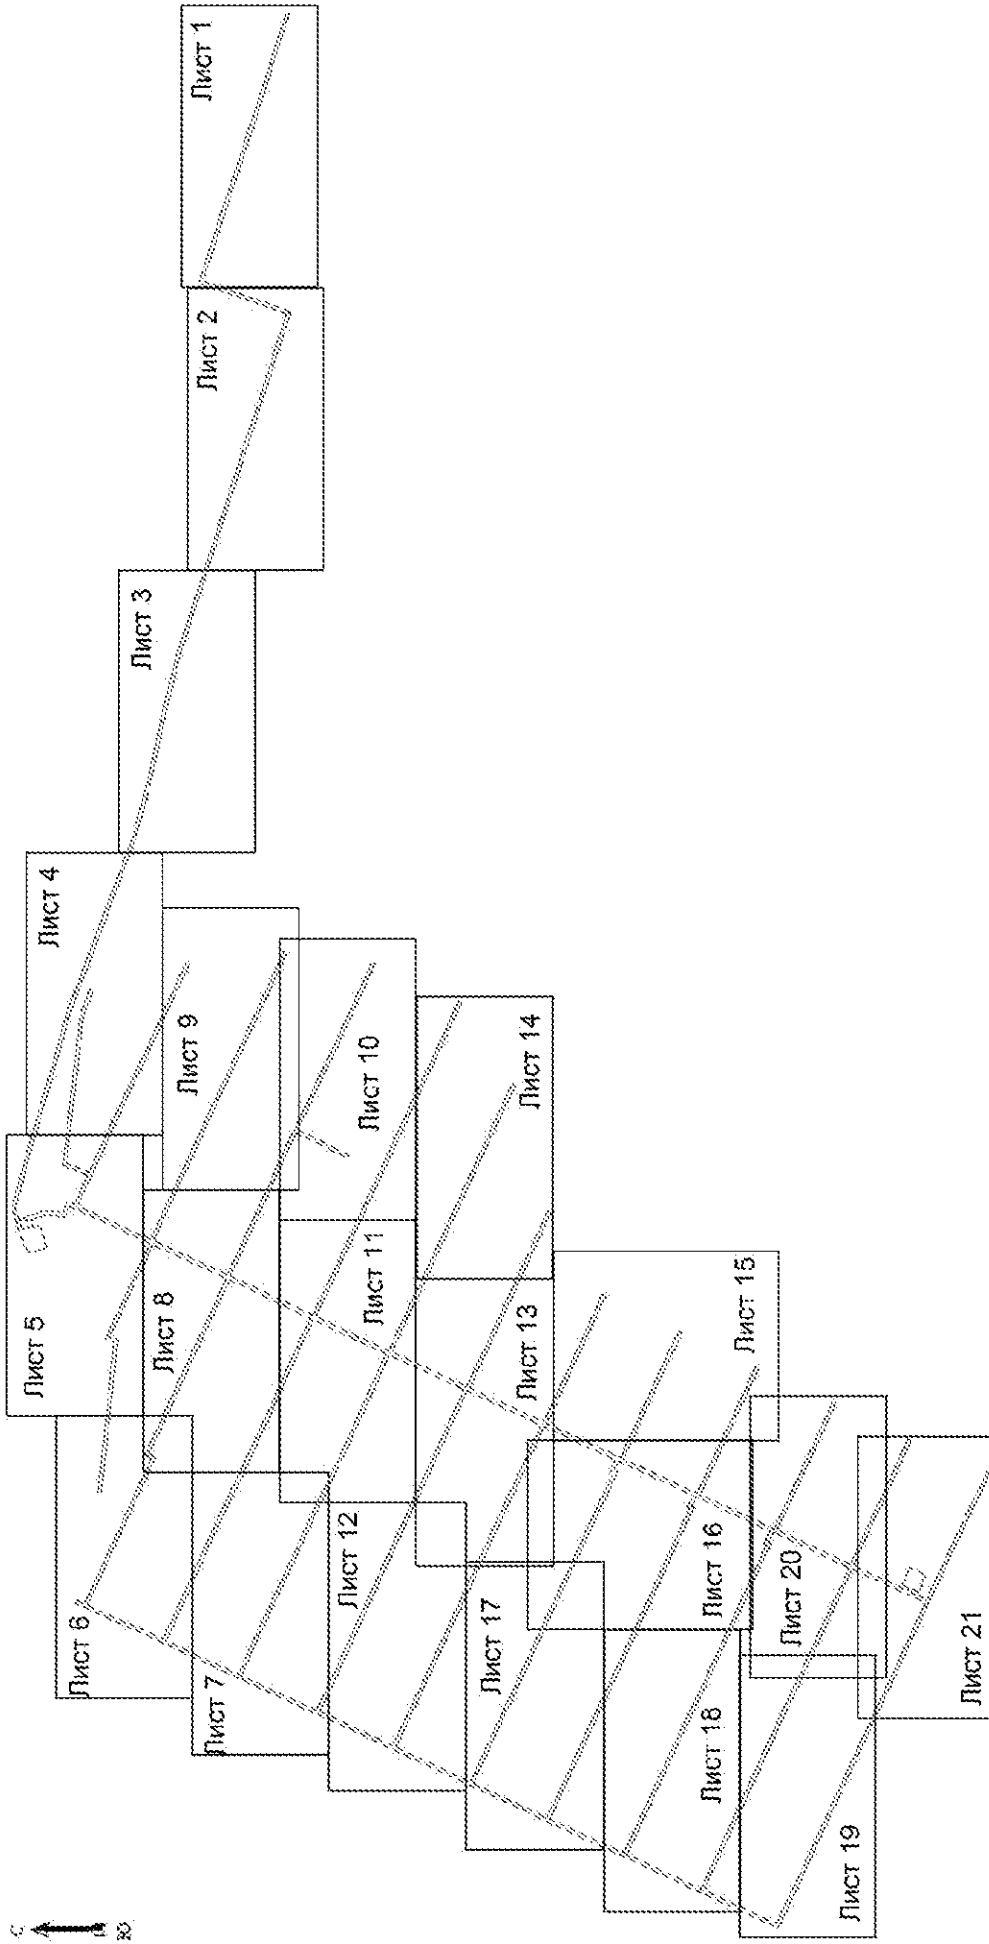 Лист 1
Лист 2
Лист 3
Лист 4
Лист 5
Лист 6
Лист 7
Лист 8
Лист 9
Лист 10
Лист 11
Лист 12
Лист 13
Лист 14
Лист 15
Лист 16
Лист 17
Лист 18
Лист 19
Лист 20
Лист 21
С
Ю